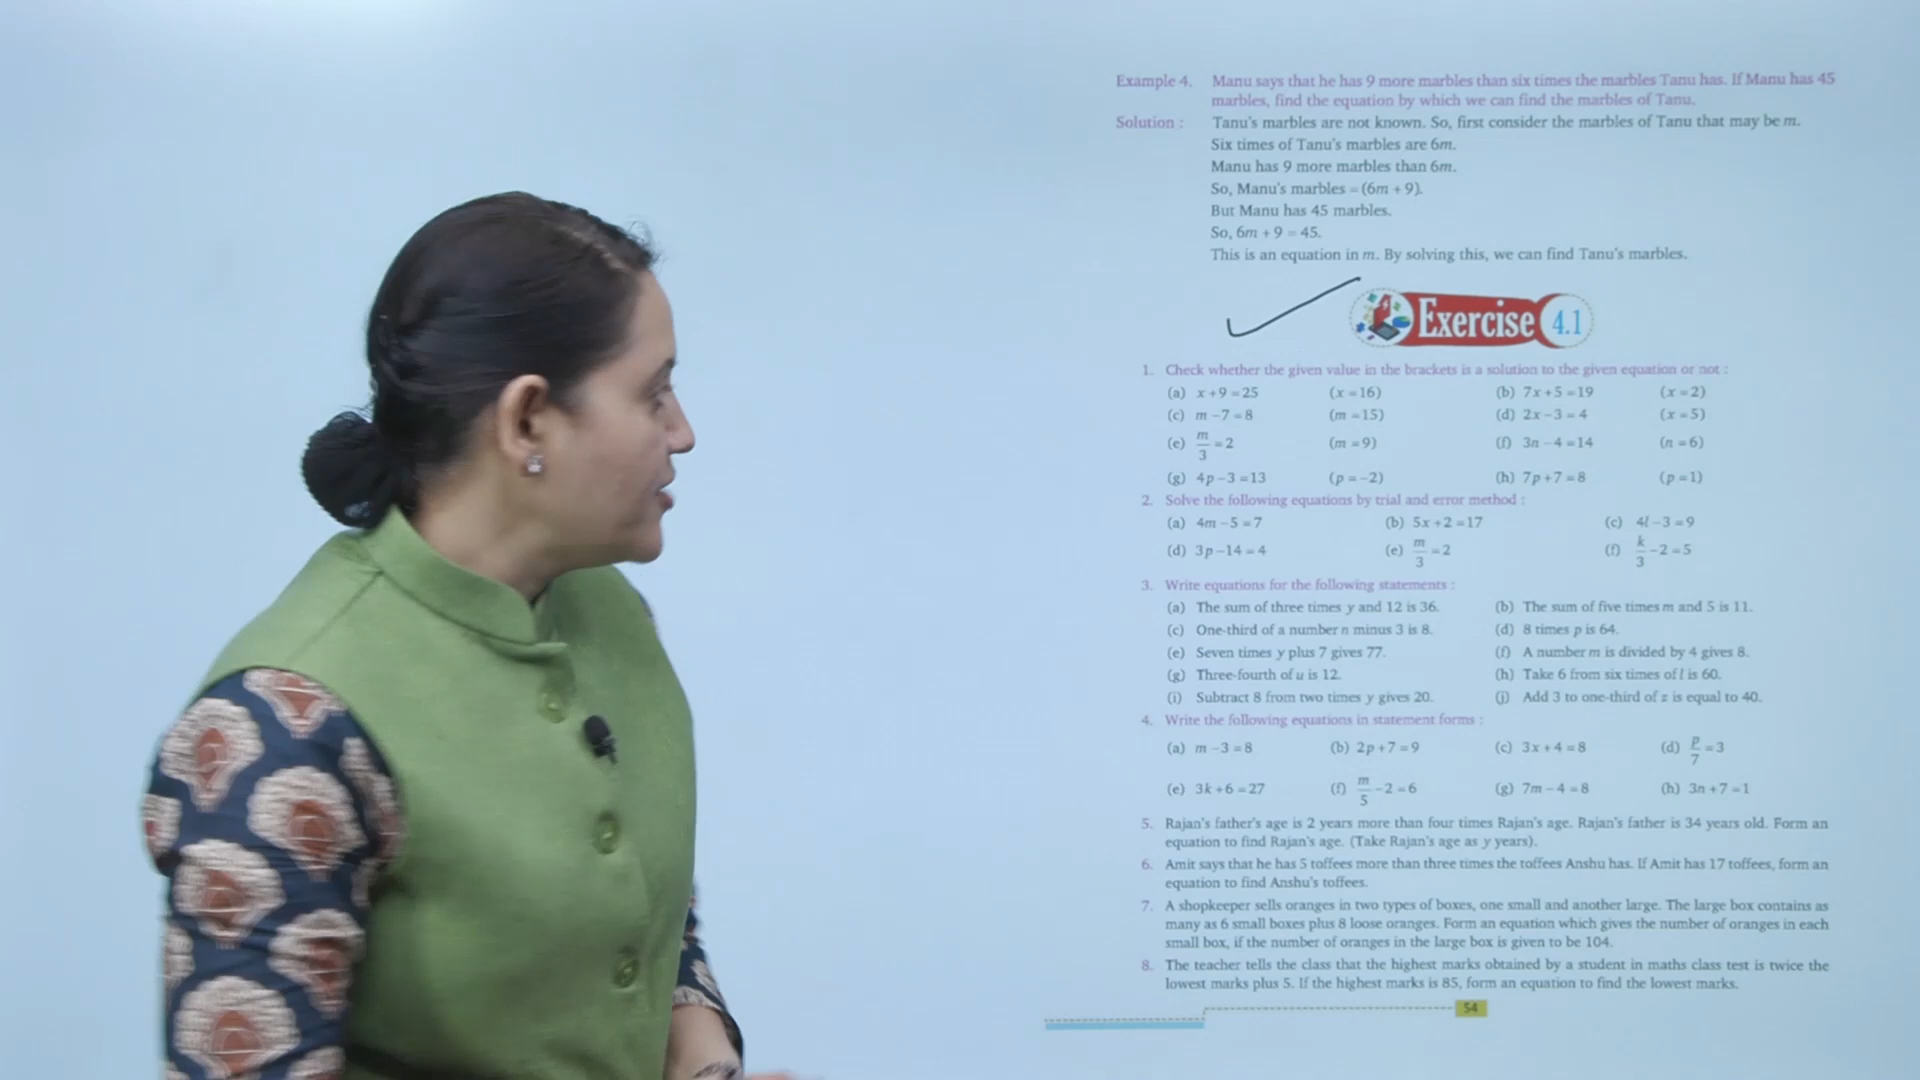 Example 4. Manu says that he has 9 more marbles than six times the marbles Tanu has. If Manu has 45
marbles, find the equation by which we can find the marbles of Tanu.
Solution : Tanu's marbles are not known. So, first consider the marbles of Tanu that may be m.
Six times of Tanu's marbles are 6m.
Manu has 9 more marbles than 6m.
So, Manu's marbles = (6m + 9).
But Manu has 45 marbles.
So, 6m + 9 = 45.
This is an equation in m. By solving this, we can find Tanu's marbles.
Exercise 4.1
1. Check whether the given value in the brackets is a solution to the given equation or not :
(a) x + 9 = 25 (x = 16) (b) 7x + 5 = 19 (x = 2)
(c) m − 7 = 8 (m = 15) (d) 2x − 3 = 4 (x = 5)
(e) m/3 = 2 (m = 9) (f) 3n − 4 = 14 (n = 6)
(g) 4p − 3 = 13 (p = −2) (h) 7p + 7 = 8 (p = 1)
2. Solve the following equations by trial and error method :
(a) 4m − 5 = 7 (b) 5x + 2 = 17 (c) 4l − 3 = 9
(d) 3p − 14 = 4 (e) m/3 = 2 (f) k/3 − 2 = 5
3. Write equations for the following statements :
(a) The sum of three times y and 12 is 36. (b) The sum of five times m and 5 is 11.
(c) One-third of a number n minus 3 is 8. (d) 8 times p is 64.
(e) Seven times y plus 7 gives 77. (f) A number m is divided by 4 gives 8.
(g) Three-fourth of u is 12. (h) Take 6 from six times of l is 60.
(i) Subtract 8 from two times y gives 20. (j) Add 3 to one-third of z is equal to 40.
4. Write the following equations in statement forms :
(a) m − 3 = 8 (b) 2p + 7 = 9 (c) 3x + 4 = 8 (d) p/7 = 3
(e) 3k + 6 = 27 (f) m/5 − 2 = 6 (g) 7m − 4 = 8 (h) 3n + 7 = 1
5. Rajan's father's age is 2 years more than four times Rajan's age. Rajan's father is 34 years old. Form an
equation to find Rajan's age. (Take Rajan's age as y years).
6. Amit says that he has 5 toffees more than three times the toffees Anshu has. If Amit has 17 toffees, form an
equation to find Anshu's toffees.
7. A shopkeeper sells oranges in two types of boxes, one small and another large. The large box contains as
many as 6 small boxes plus 8 loose oranges. Form an equation which gives the number of oranges in each
small box, if the number of oranges in the large box is given to be 104.
8. The teacher tells the class that the highest marks obtained by a student in maths class test is twice the
lowest marks plus 5. If the highest marks is 85, form an equation to find the lowest marks.
54